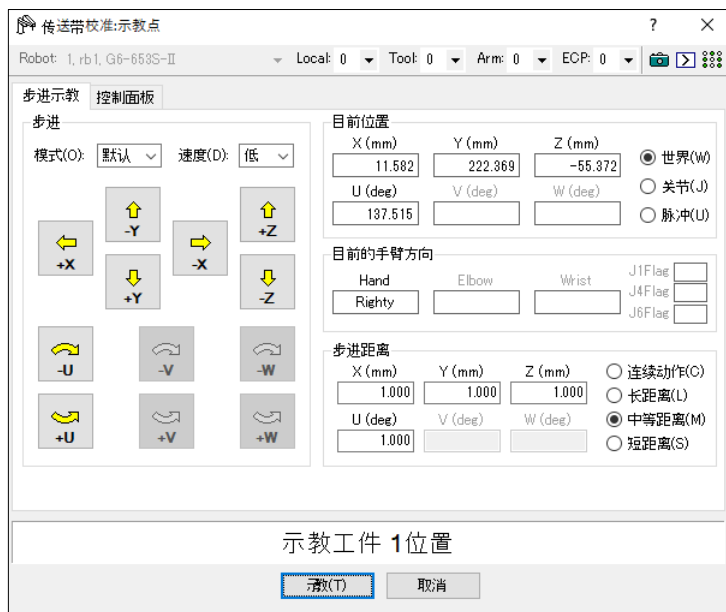 传送带校准:示教点
?
Robot: 1, rb1, G6-653S-II Local: 0 Tool: 0 Arm: 0 ECP: 0
步进示教 控制面板
步进
模式(O): 默认 速度(D): 低
-Y
+Z
+X
-X
+Y
-Z
-U -V -W
+U +V +W
目前位置
X (mm) Y (mm) Z (mm)
11.582 222.369 -55.372
U (deg) V (deg) W (deg)
137.515
世界(W)
关节(J)
脉冲(U)
目前的手臂方向
Hand Elbow Wrist
Righty
J1Flag
J4Flag
J6Flag
步进距离
X (mm) Y (mm) Z (mm)
1.000 1.000 1.000
U (deg) V (deg) W (deg)
1.000
连续动作(C)
长距离(L)
中等距离(M)
短距离(S)
示教工件 1位置
示教(T) 取消